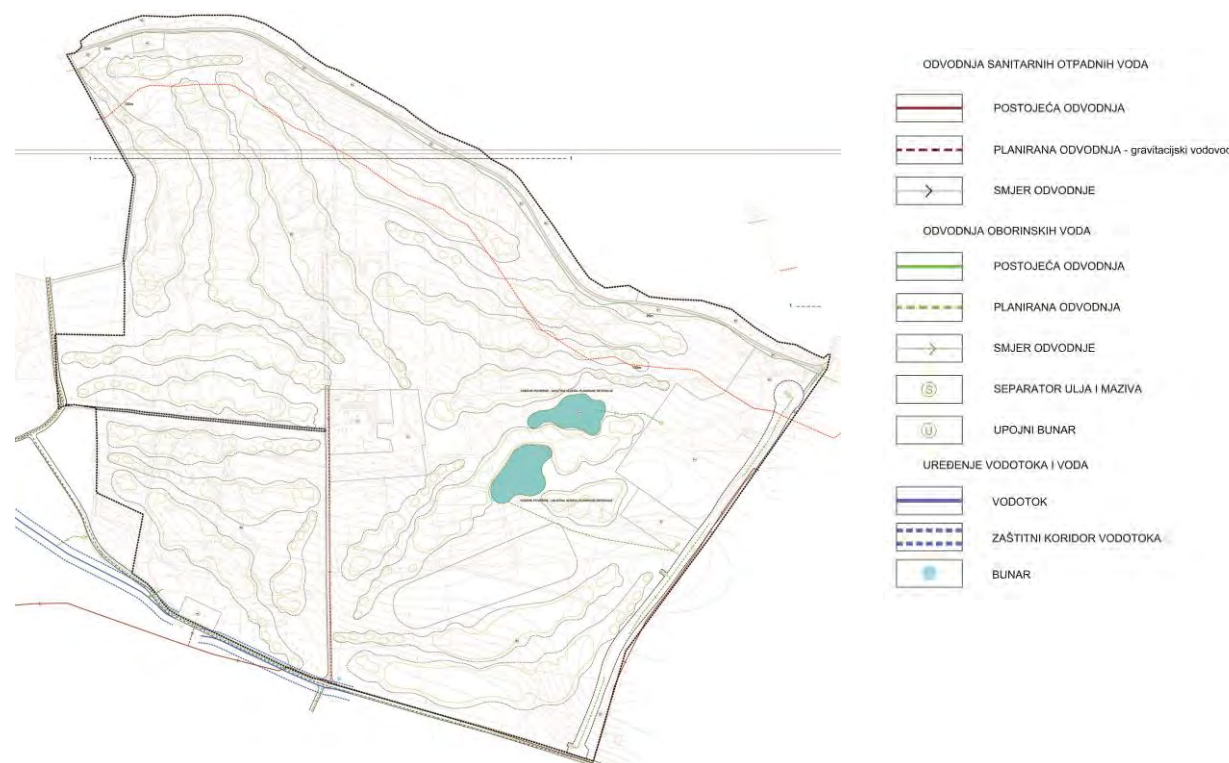 ODVODNJA SANITARNIH OTPADNIH VODA
POSTOJEĆA ODVODNJA
PLANIRANA ODVODNJA - gravitacijski vodovod
SMJER ODVODNJE
ODVODNJA OBORINSKIH VODA
POSTOJEĆA ODVODNJA
PLANIRANA ODVODNJA
SMJER ODVODNJE
S SEPARATOR ULJA I MAZIVA
U UPOJNI BUNAR
UREĐENJE VODOTOKA I VODA
VODOTOK
ZAŠTITNI KORIDOR VODOTOKA
BUNAR